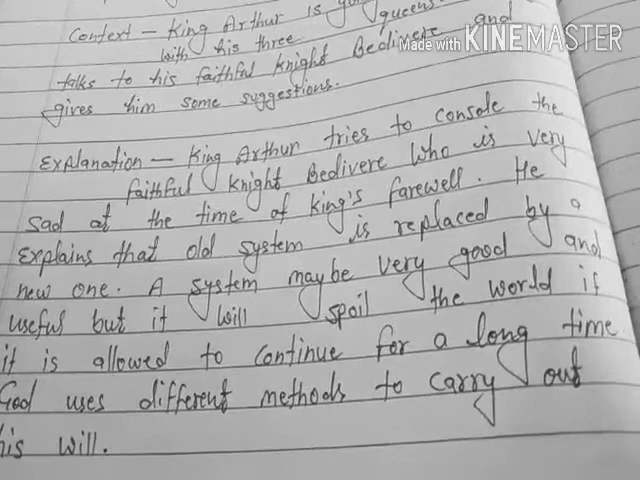 Context - King Arthur is
with his three queens
talks to his faithful Knight Bedivere and
gives him some suggestions.
Explanation - King Arthur tries to console the
faithful Knight Bedivere who is very
sad at the time of King's farewell. He
explains that old system is replaced by a
new one. A system maybe very good and
useful but it will spoil the world if
it is allowed to continue for a long time.
God uses different methods to carry out
his will.
Made with KINEMASTER